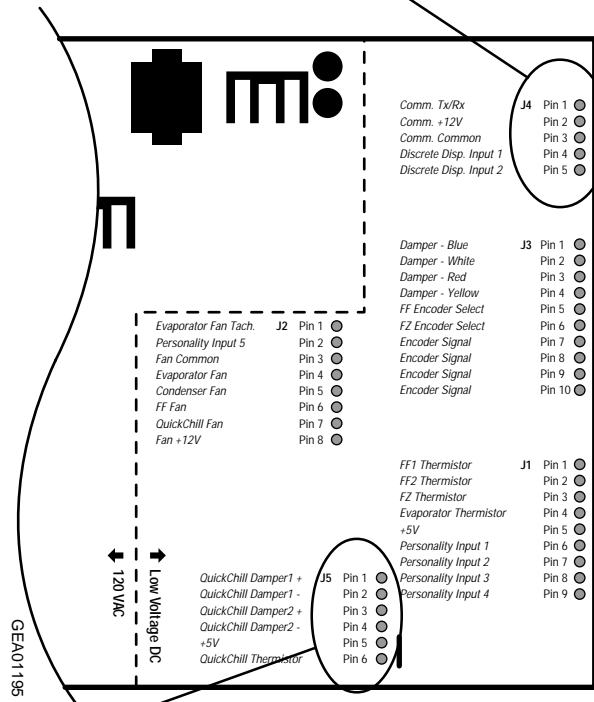 Comm. Tx/Rx J4 Pin 1
Comm. +12V Pin 2
Comm. Common Pin 3
Discrete Disp. Input 1 Pin 4
Discrete Disp. Input 2 Pin 5
Damper - Blue J3 Pin 1
Damper - White Pin 2
Damper - Red Pin 3
Damper - Yellow Pin 4
FF Encoder Select Pin 5
FZ Encoder Select Pin 6
Encoder Signal Pin 7
Encoder Signal Pin 8
Encoder Signal Pin 9
Encoder Signal Pin 10
Evaporator Fan Tach. J2 Pin 1
Personality Input 5 Pin 2
Fan Common Pin 3
Evaporator Fan Pin 4
Condenser Fan Pin 5
FF Fan Pin 6
QuickChill Fan Pin 7
Fan +12V Pin 8
FF1 Thermistor J1 Pin 1
FF2 Thermistor Pin 2
FZ Thermistor Pin 3
Evaporator Thermistor Pin 4
+5V Pin 5
Personality Input 1 Pin 6
Personality Input 2 Pin 7
Personality Input 3 Pin 8
Personality Input 4 Pin 9
120 VAC
Low Voltage DC
QuickChill Damper1 + J5 Pin 1
QuickChill Damper1 - Pin 2
QuickChill Damper2 + Pin 3
QuickChill Damper2 - Pin 4
+5V Pin 5
QuickChill Thermistor Pin 6
GEA01195